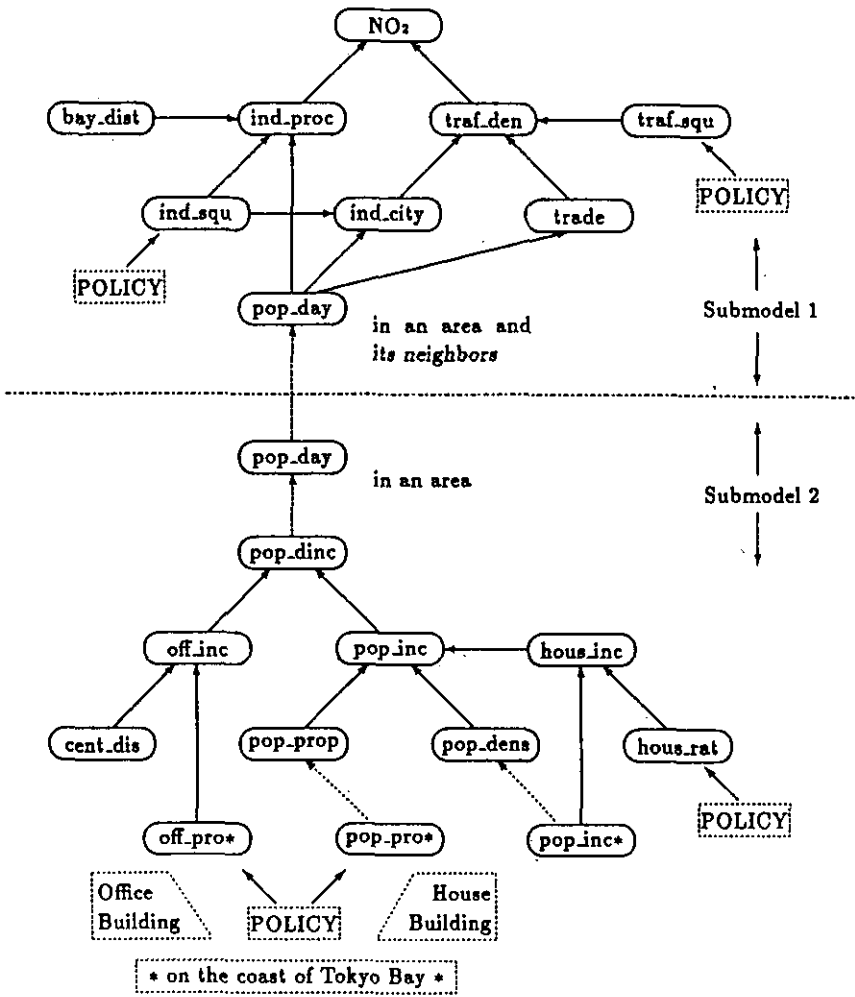 NO₂
bay_dist
ind_proc
traf_den
traf_squ
ind_squ
ind_city
trade
POLICY
POLICY
pop_day
in an area and
its neighbors
Submodel 1
pop_day
in an area
Submodel 2
pop_dinc
off_inc
pop_inc
hous_inc
cent_dis
pop_prop
pop_dens
hous_rat
off_pro*
pop_pro*
pop_inc*
POLICY
Office
Building
POLICY
House
Building
* on the coast of Tokyo Bay *